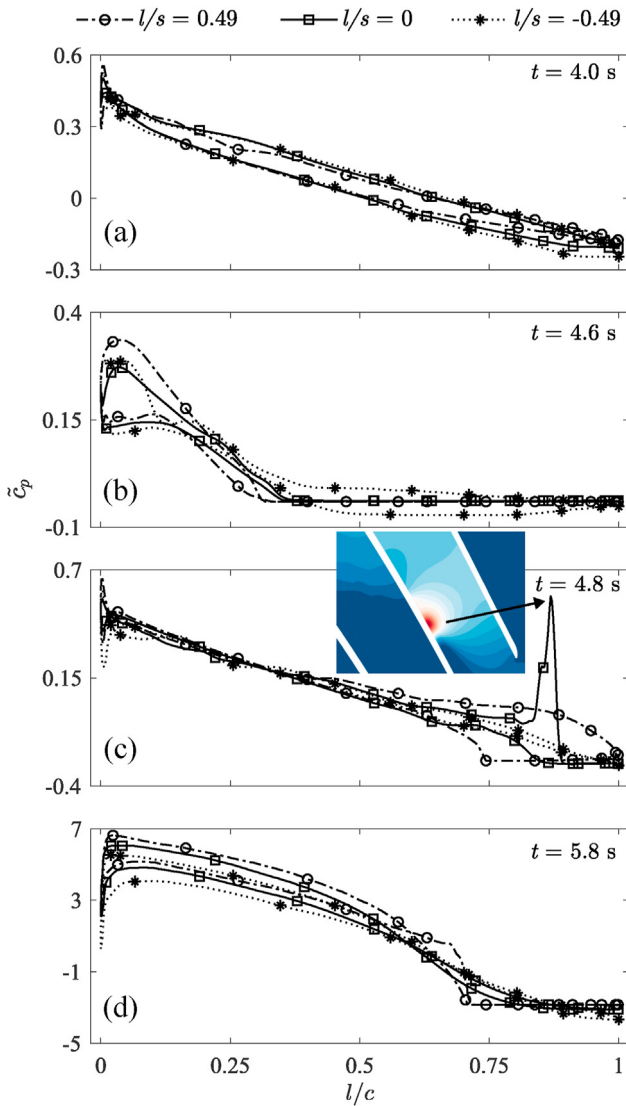 l/s = 0.49 l/s = 0 l/s = -0.49
0.6
t = 4.0 s
0.3
0
(a)
-0.3
0.4
t = 4.6 s
0.15
(b)
-0.1
c̃p
0.7
t = 4.8 s
0.15
(c)
-0.4
7
t = 5.8 s
3
-1
(d)
-5
0 0.25 0.5 0.75 1
l/c